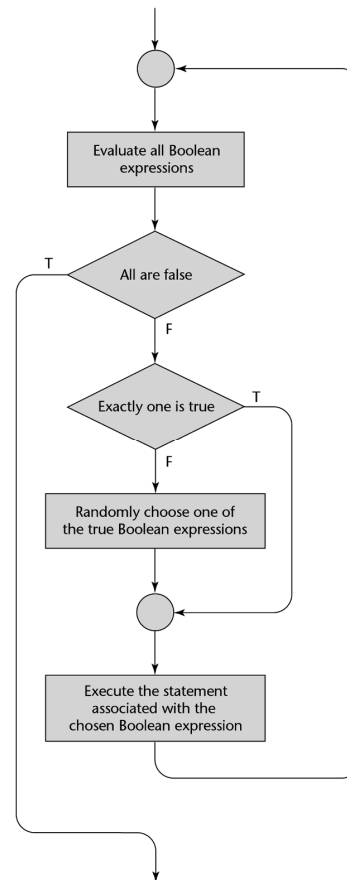 Evaluate all Boolean
expressions
T
All are false
F
Exactly one is true
T
F
Randomly choose one of
the true Boolean expressions
Execute the statement
associated with the
chosen Boolean expression